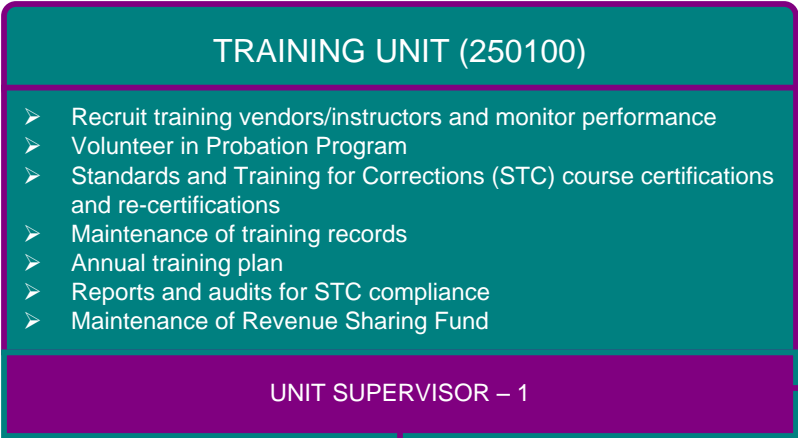 TRAINING UNIT (250100)
➢ Recruit training vendors/instructors and monitor performance
➢ Volunteer in Probation Program
➢ Standards and Training for Corrections (STC) course certifications
and re-certifications
➢ Maintenance of training records
➢ Annual training plan
➢ Reports and audits for STC compliance
➢ Maintenance of Revenue Sharing Fund
UNIT SUPERVISOR – 1